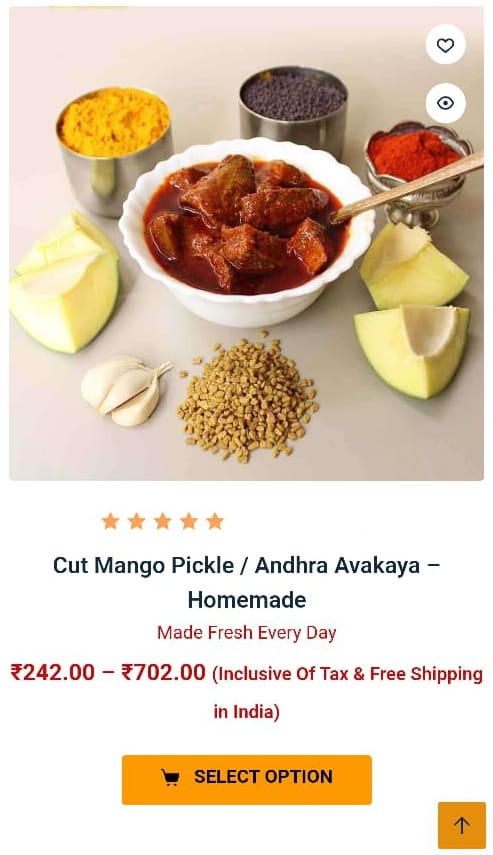 Cut Mango Pickle / Andhra Avakaya –
Homemade
Made Fresh Every Day
₹242.00 – ₹702.00 (Inclusive Of Tax & Free Shipping
in India)
SELECT OPTION